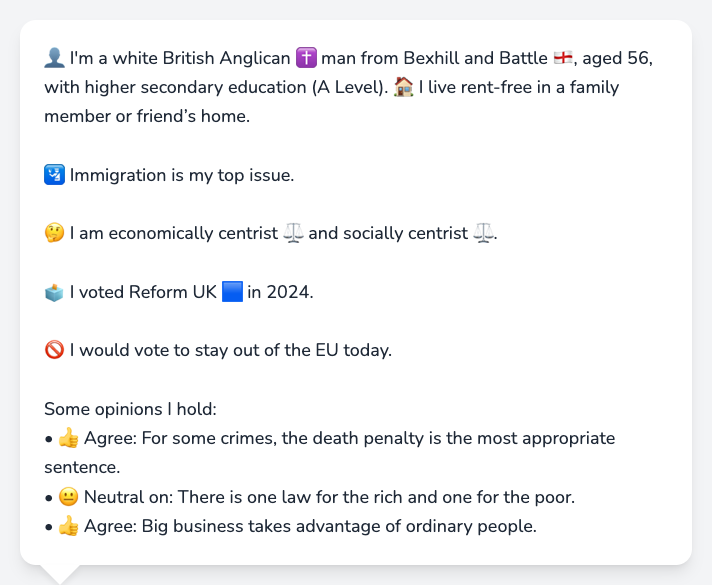 👤 I'm a white British Anglican ✝️ man from Bexhill and Battle 🏴󠁧󠁢󠁥󠁮󠁧󠁿, aged 56,
with higher secondary education (A Level). 🏠 I live rent-free in a family
member or friend’s home.
🛂 Immigration is my top issue.
🤔 I am economically centrist ⚖️ and socially centrist ⚖️.
🗳️ I voted Reform UK 🟦 in 2024.
🚫 I would vote to stay out of the EU today.
Some opinions I hold:
• 👍 Agree: For some crimes, the death penalty is the most appropriate
sentence.
• 😐 Neutral on: There is one law for the rich and one for the poor.
• 👍 Agree: Big business takes advantage of ordinary people.